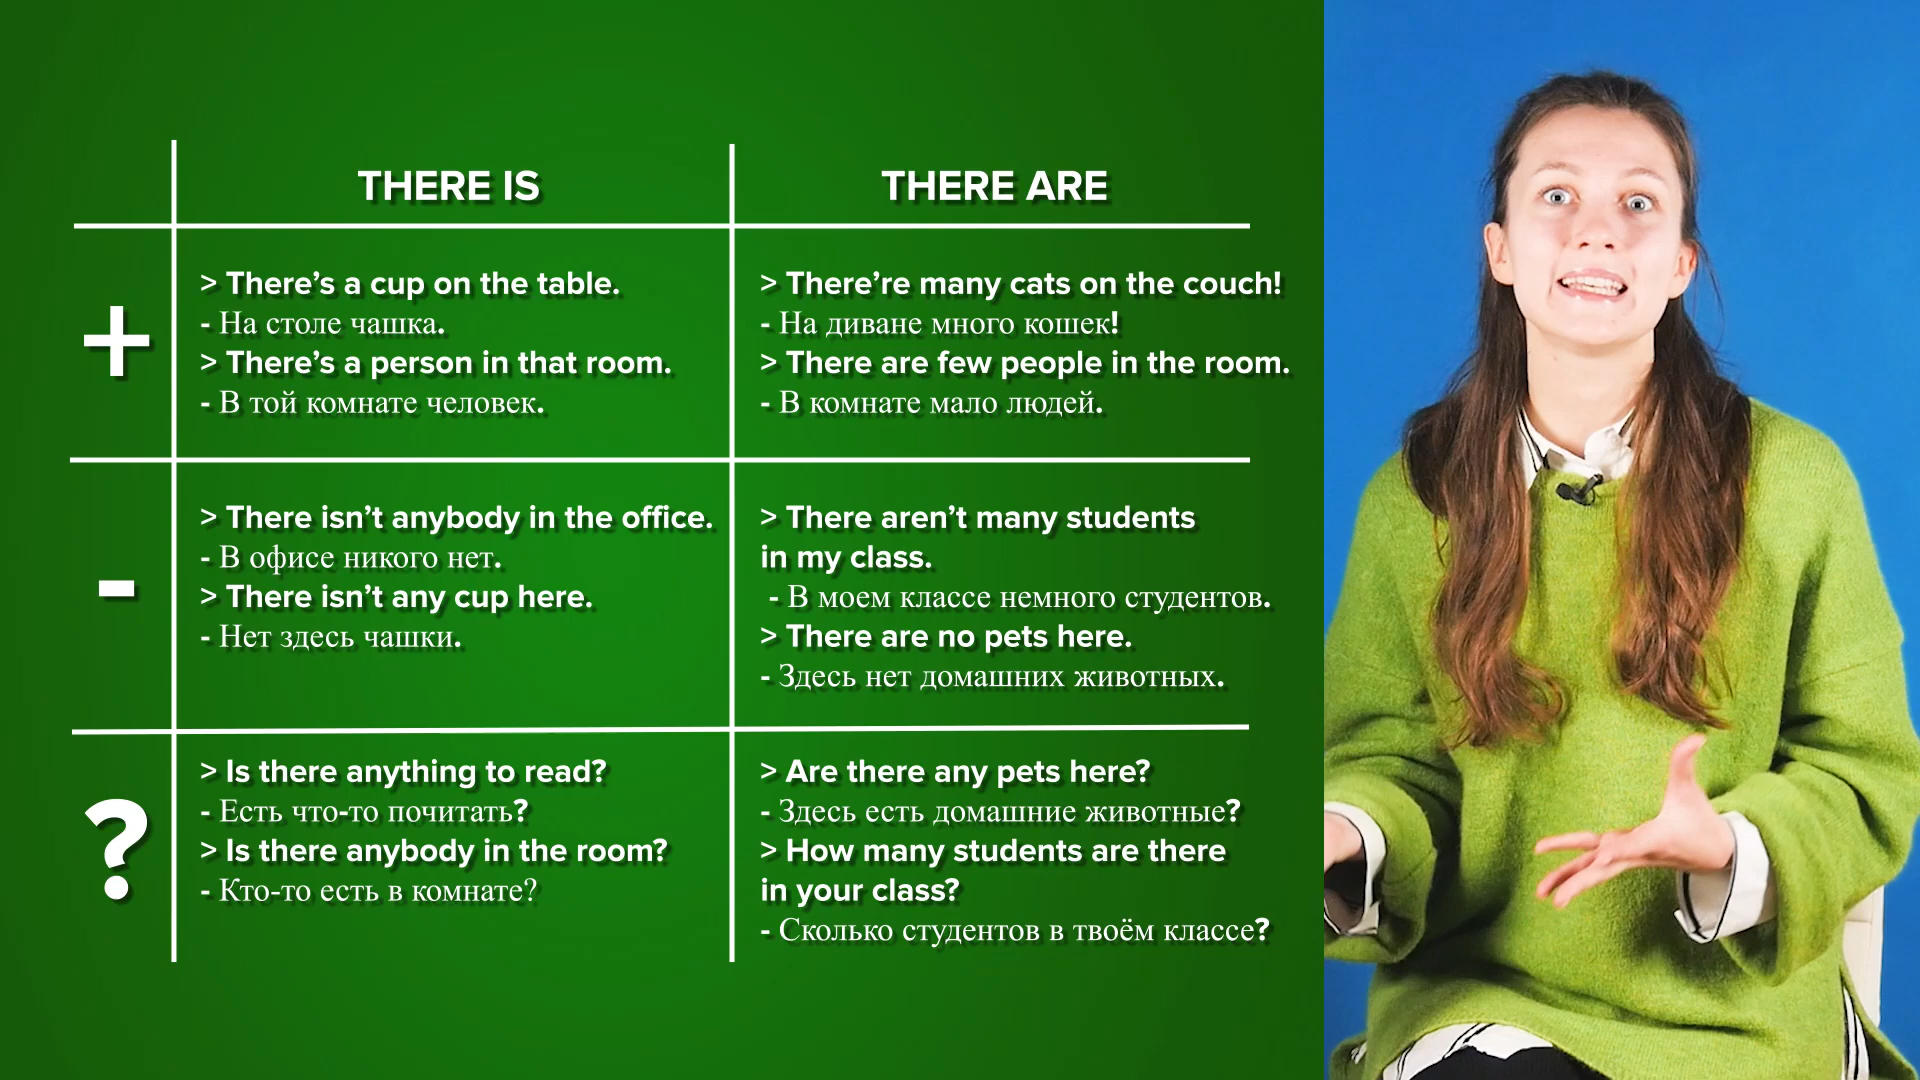 THERE IS
THERE ARE
+
> There’s a cup on the table.
- На столе чашка.
> There’s a person in that room.
- В той комнате человек.
> There’re many cats on the couch!
- На диване много кошек!
> There are few people in the room.
- В комнате мало людей.
-
> There isn’t anybody in the office.
- В офисе никого нет.
> There isn’t any cup here.
- Нет здесь чашки.
> There aren’t many students
in my class.
- В моем классе немного студентов.
> There are no pets here.
- Здесь нет домашних животных.
?
> Is there anything to read?
- Есть что-то почитать?
> Is there anybody in the room?
- Кто-то есть в комнате?
> Are there any pets here?
- Здесь есть домашние животные?
> How many students are there
in your class?
- Сколько студентов в твоём классе?